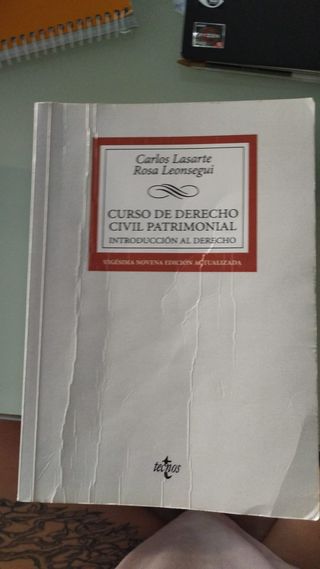 Carlos Lasarte
Rosa Leonsegui
CURSO DE DERECHO
CIVIL PATRIMONIAL
INTRODUCCIÓN AL DERECHO
VIGÉSIMA NOVENA EDICIÓN ACTUALIZADA
tecnos